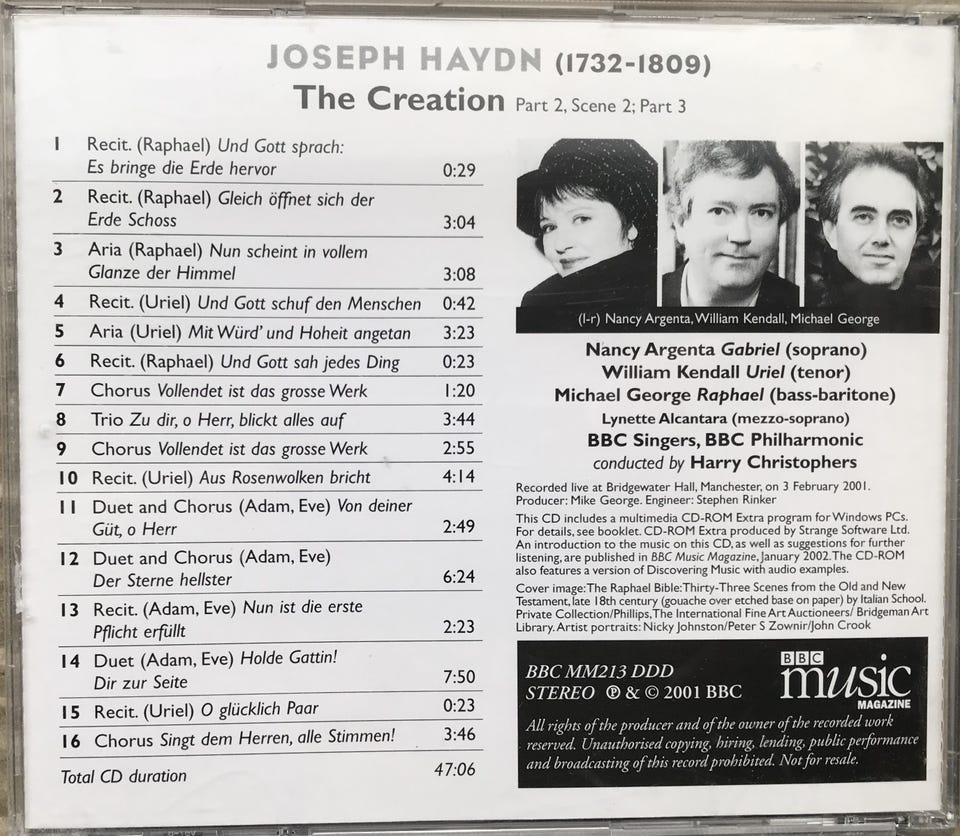 JOSEPH HAYDN (1732-1809)
The Creation Part 2, Scene 2; Part 3
1 Recit. (Raphael) Und Gott sprach:
Es bringe die Erde hervor 0:29
2 Recit. (Raphael) Gleich öffnet sich der
Erde Schoss 3:04
3 Aria (Raphael) Nun scheint in vollem
Glanze der Himmel 3:08
4 Recit. (Uriel) Und Gott schuf den Menschen 0:42
5 Aria (Uriel) Mit Würd' und Hoheit angetan 3:23
6 Recit. (Raphael) Und Gott sah jedes Ding 0:23
7 Chorus Vollendet ist das grosse Werk 1:20
8 Trio Zu dir, o Herr, blickt alles auf 3:44
9 Chorus Vollendet ist das grosse Werk 2:55
10 Recit. (Uriel) Aus Rosenwolken bricht 4:14
11 Duet and Chorus (Adam, Eve) Von deiner
Güt, o Herr 2:49
12 Duet and Chorus (Adam, Eve)
Der Sterne hellster 6:24
13 Recit. (Adam, Eve) Nun ist die erste
Pflicht erfüllt 2:23
14 Duet (Adam, Eve) Holde Gattin!
Dir zur Seite 7:50
15 Recit. (Uriel) O glücklich Paar 0:23
16 Chorus Singt dem Herren, alle Stimmen! 3:46
Total CD duration 47:06
(l-r) Nancy Argenta, William Kendall, Michael George
Nancy Argenta Gabriel (soprano)
William Kendall Uriel (tenor)
Michael George Raphael (bass-baritone)
Lynette Alcantara (mezzo-soprano)
BBC Singers, BBC Philharmonic
conducted by Harry Christophers
Recorded live at Bridgewater Hall, Manchester, on 3 February 2001.
Producer: Mike George. Engineer: Stephen Rinker
This CD includes a multimedia CD-ROM Extra program for Windows PCs.
For details, see booklet. CD-ROM Extra produced by Strange Software Ltd.
An introduction to the music on this CD, as well as suggestions for further
listening, are published in BBC Music Magazine, January 2002. The CD-ROM
also features a version of Discovering Music with audio examples.
Cover image: The Raphael Bible: Thirty-Three Scenes from the Old and New
Testament, late 18th century (gouache over etched base on paper) by Italian School.
Private Collection/Phillips, The International Fine Art Auctioneers/ Bridgeman Art
Library. Artist portraits: Nicky Johnston/Peter S Zownir/John Crook
BBC MM213 DDD
STEREO ℗ & © 2001 BBC
BBC
music
MAGAZINE
All rights of the producer and of the owner of the recorded work
reserved. Unauthorised copying, hiring, lending, public performance
and broadcasting of this record prohibited. Not for resale.